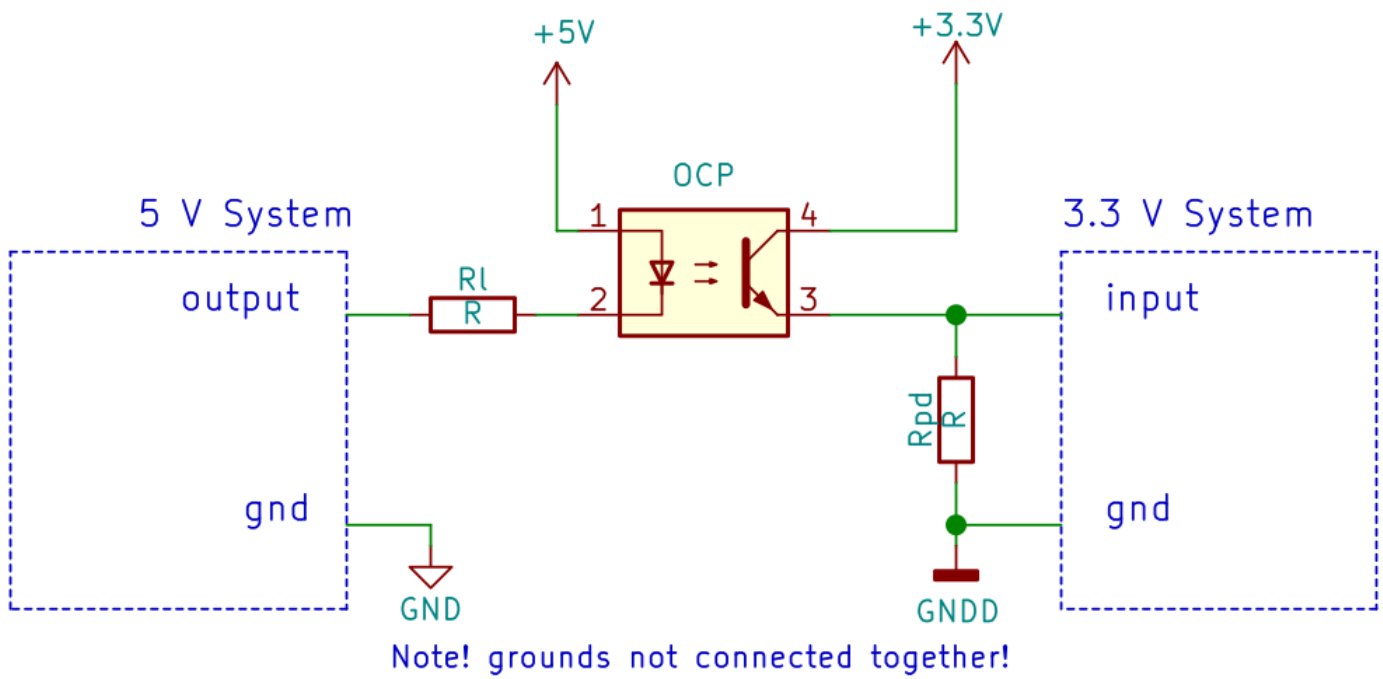 +5V
+3.3V
OCP
5 V System
1
4
3.3 V System
output
Rl
R
2
3
input
Rpd
R
gnd
gnd
GND
GNDD
Note! grounds not connected together!